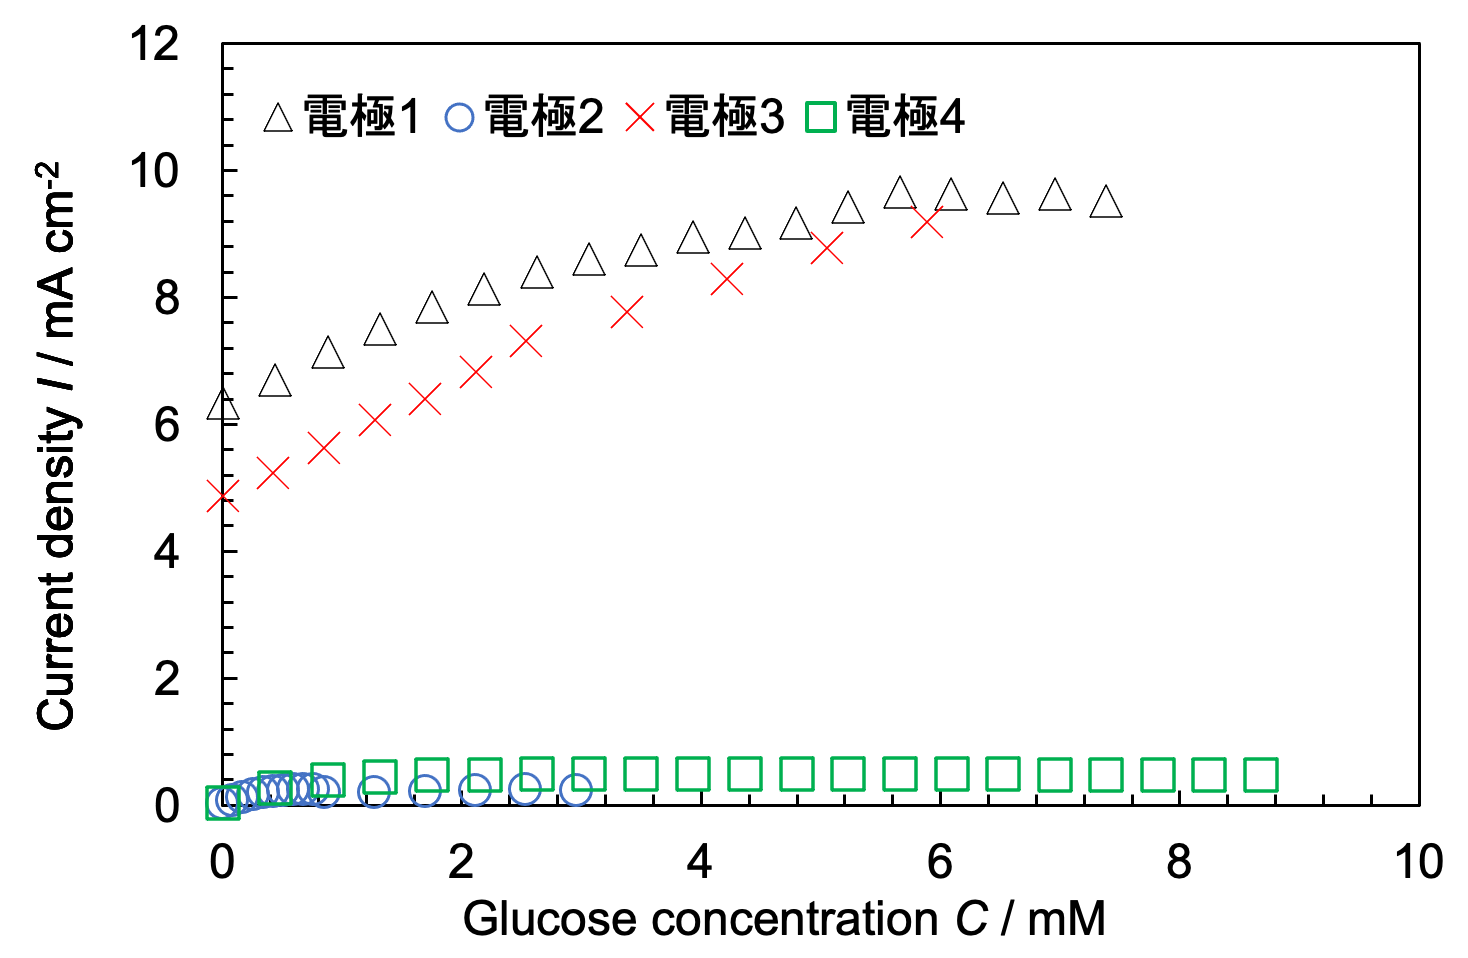 12
電極1 電極2 電極3 電極4
10
8
6
4
2
0
Current density I / mA cm-2
0 2 4 6 8 10
Glucose concentration C / mM